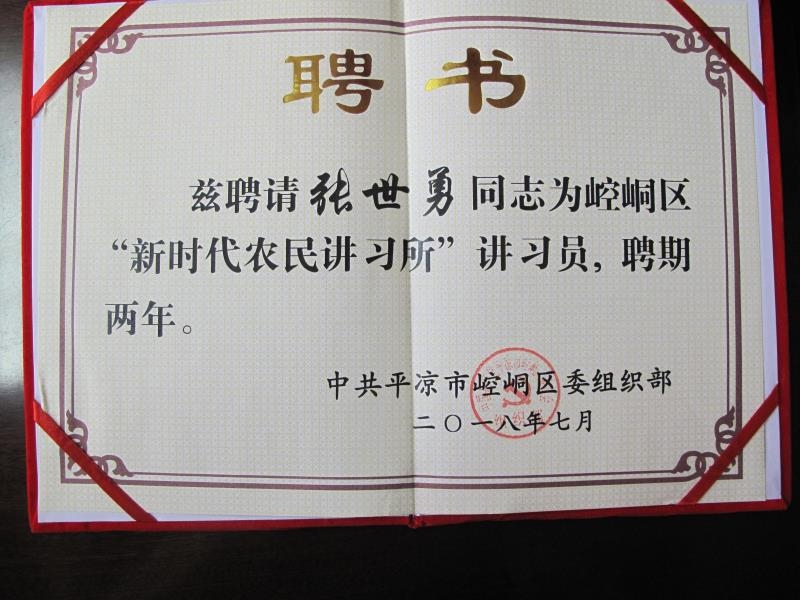 聘书
兹聘请张世勇同志为崆峒区
“新时代农民讲习所”讲习员，聘期
两年。
中共平凉市崆峒区委组织部
二〇一八年七月